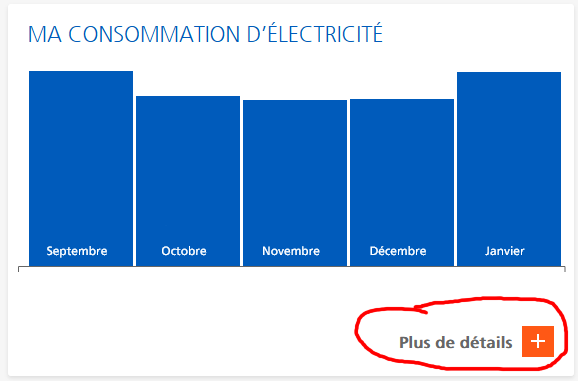 MA CONSOMMATION D’ÉLECTRICITÉ
Septembre Octobre Novembre Décembre Janvier
Plus de détails +